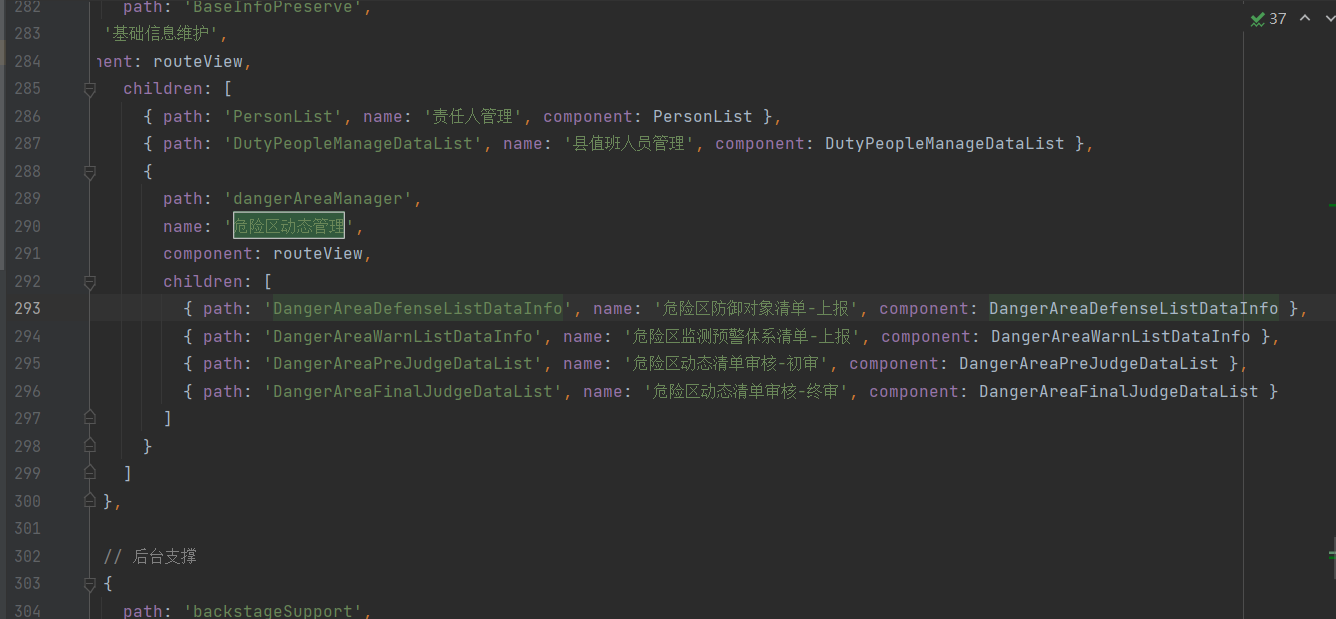 282 path: 'BaseInfoPreserve',
37
283 '基础信息维护',
284 nent: routeView,
285 children: [
286 { path: 'PersonList', name: '责任人管理', component: PersonList },
287 { path: 'DutyPeopleManageDataList', name: '县值班人员管理', component: DutyPeopleManageDataList },
288 {
289 path: 'dangerAreaManager',
290 name: '危险区动态管理',
291 component: routeView,
292 children: [
293 { path: 'DangerAreaDefenseListDataInfo', name: '危险区防御对象清单-上报', component: DangerAreaDefenseListDataInfo },
294 { path: 'DangerAreaWarnListDataInfo', name: '危险区监测预警体系清单-上报', component: DangerAreaWarnListDataInfo },
295 { path: 'DangerAreaPreJudgeDataList', name: '危险区动态清单审核-初审', component: DangerAreaPreJudgeDataList },
296 { path: 'DangerAreaFinalJudgeDataList', name: '危险区动态清单审核-终审', component: DangerAreaFinalJudgeDataList }
297 ]
298 }
299 ]
300 },
301
302 // 后台支撑
303 {
304 path: 'backstageSupport',